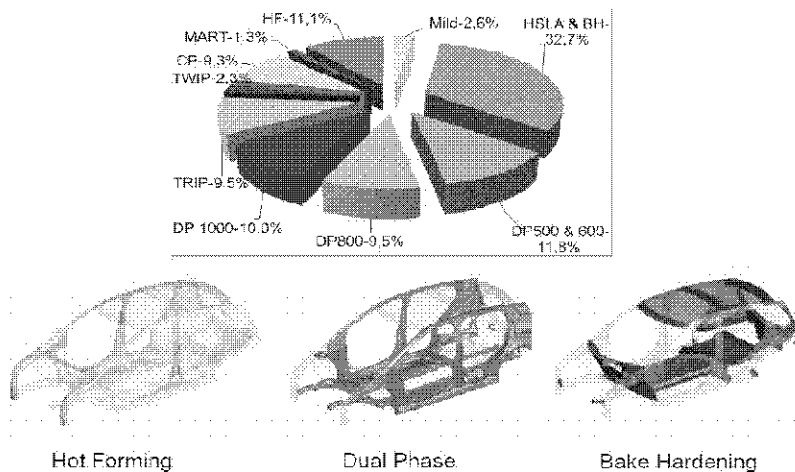 HF-11,1%
Mild-2,6%
HSLA & BH-
32,7%
MART-1,3%
CP-9,3%
TWIP-2,3%
TRIP-9,5%
DP 1000-10,0%
DP800-9,5%
DP500 & 600-
11,8%
Hot Forming
Dual Phase
Bake Hardening